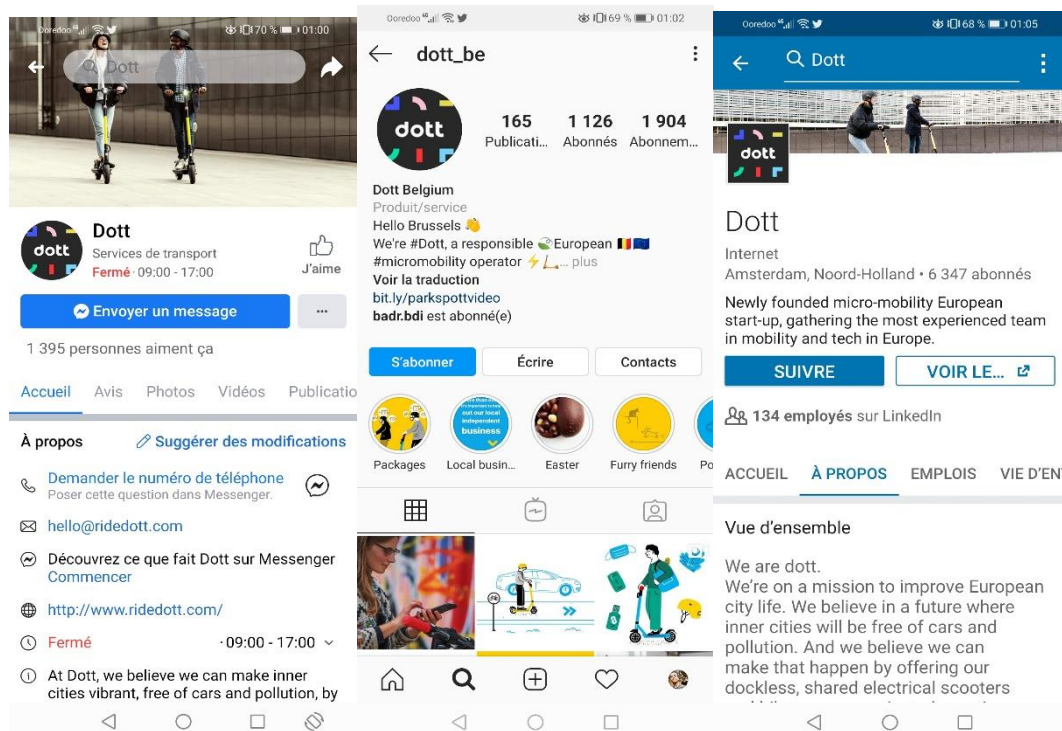 Ooredoo 70 % 01:00
Dott
dott
Dott
Services de transport
Fermé · 09:00 - 17:00
J'aime
Envoyer un message
1 395 personnes aiment ça
Accueil Avis Photos Vidéos Publicatio
À propos Suggérer des modifications
Demander le numéro de téléphone
Poser cette question dans Messenger.
hello@ridedott.com
Découvrez ce que fait Dott sur Messenger
Commencer
http://www.ridedott.com/
Fermé · 09:00 - 17:00
At Dott, we believe we can make inner
cities vibrant, free of cars and pollution, by
Ooredoo 69 % 01:02
dott_be
dott
165 1 126 1 904
Publicati... Abonnés Abonnem...
Dott Belgium
Produit/service
Hello Brussels 👋
We're #Dott, a responsible 🍃European 🇧🇪🇪🇺
#micromobility operator ⚡🛴... plus
Voir la traduction
bit.ly/parkspottvideo
badr.bdi est abonné(e)
S'abonner Écrire Contacts
out our local
independent
business
Packages Local busin... Easter Furry friends Po
Ooredoo 68 % 01:05
Dott
dott
Dott
Internet
Amsterdam, Noord-Holland • 6 347 abonnés
Newly founded micro-mobility European
start-up, gathering the most experienced team
in mobility and tech in Europe.
SUIVRE VOIR LE...
134 employés sur LinkedIn
ACCUEIL À PROPOS EMPLOIS VIE D'EN
Vue d'ensemble
We are dott.
We're on a mission to improve European
city life. We believe in a future where
inner cities will be free of cars and
pollution. And we believe we can
make that happen by offering our
dockless, shared electrical scooters